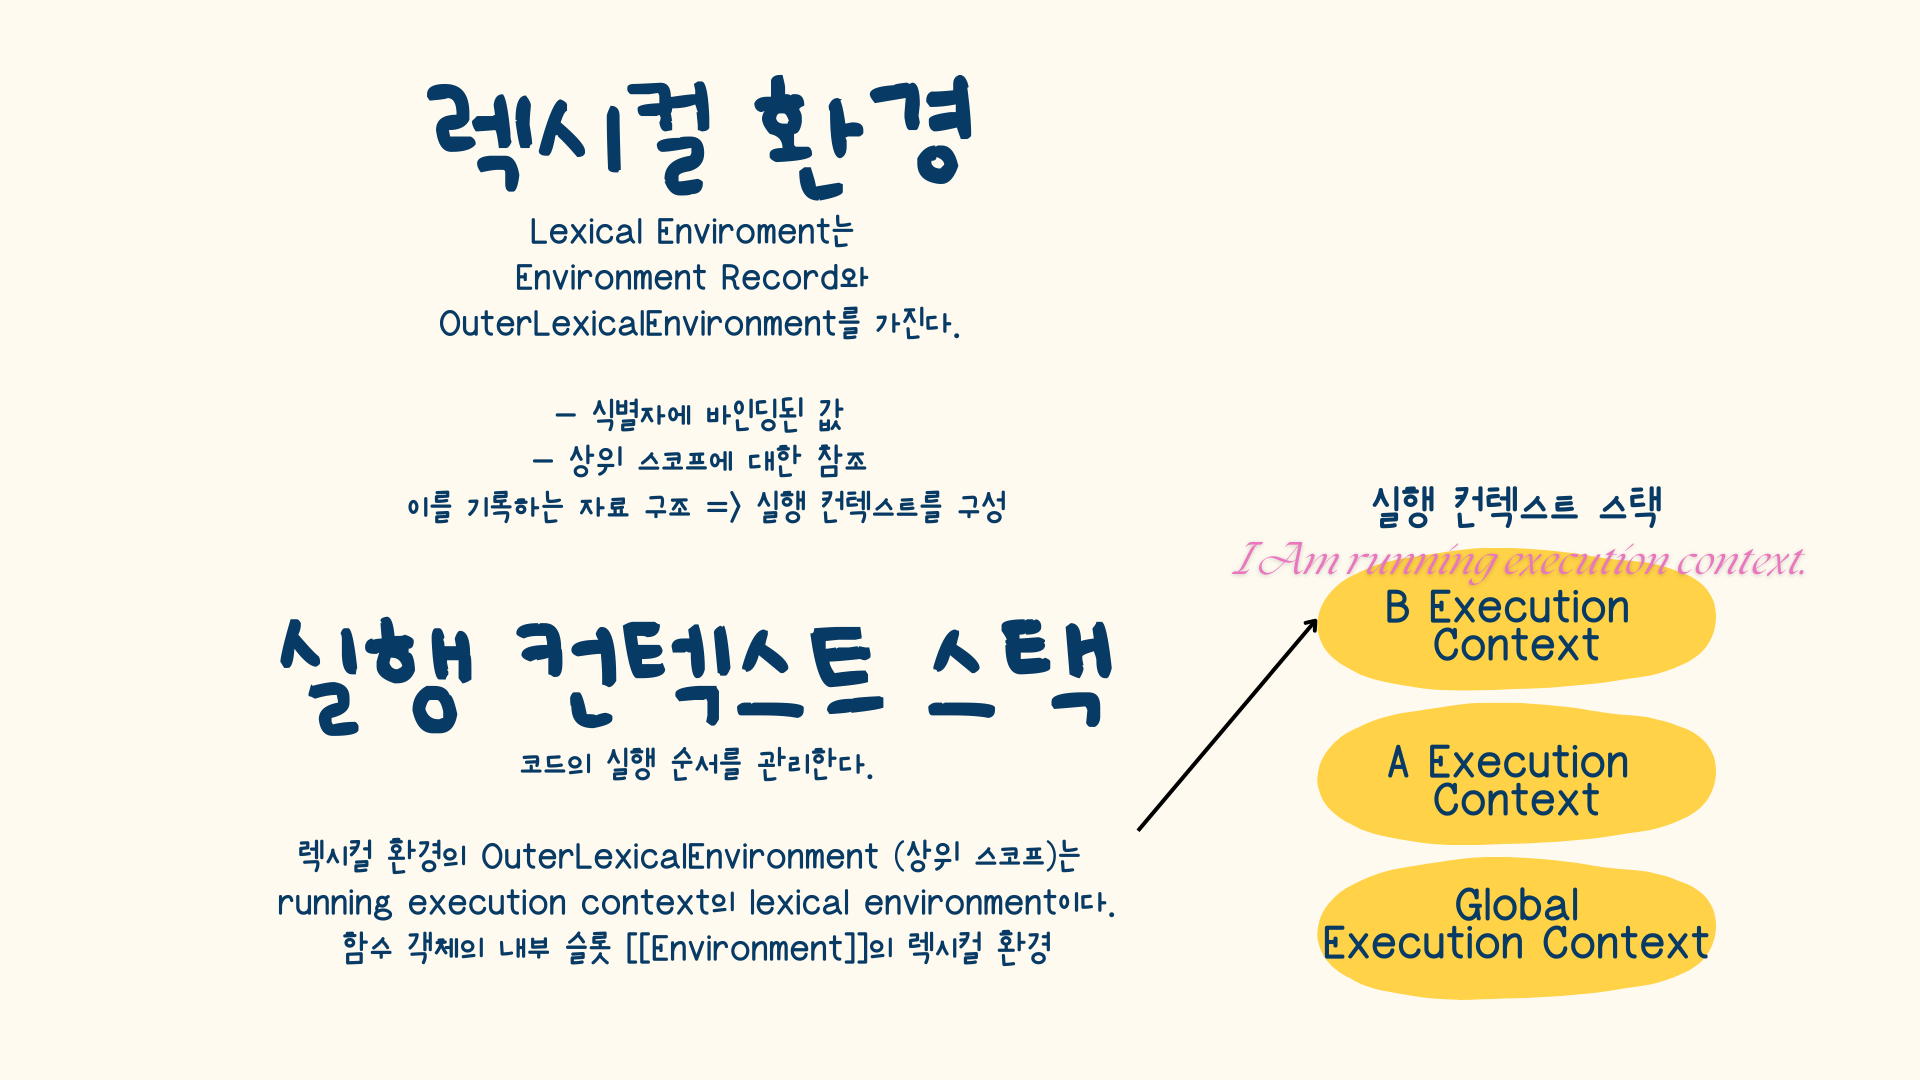 렉시컬 환경
Lexical Enviroment는
Environment Record와
OuterLexicalEnvironment를 가진다.
- 식별자에 바인딩된 값
- 상위 스코프에 대한 참조
이를 기록하는 자료 구조 => 실행 컨텍스트를 구성
실행 컨텍스트 스택
코드의 실행 순서를 관리한다.
렉시컬 환경의 OuterLexicalEnvironment (상위 스코프)는
running execution context의 lexical environment이다.
함수 객체의 내부 슬롯 [[Environment]]의 렉시컬 환경
실행 컨텍스트 스택
I Am running execution context.
B Execution
Context
A Execution
Context
Global
Execution Context